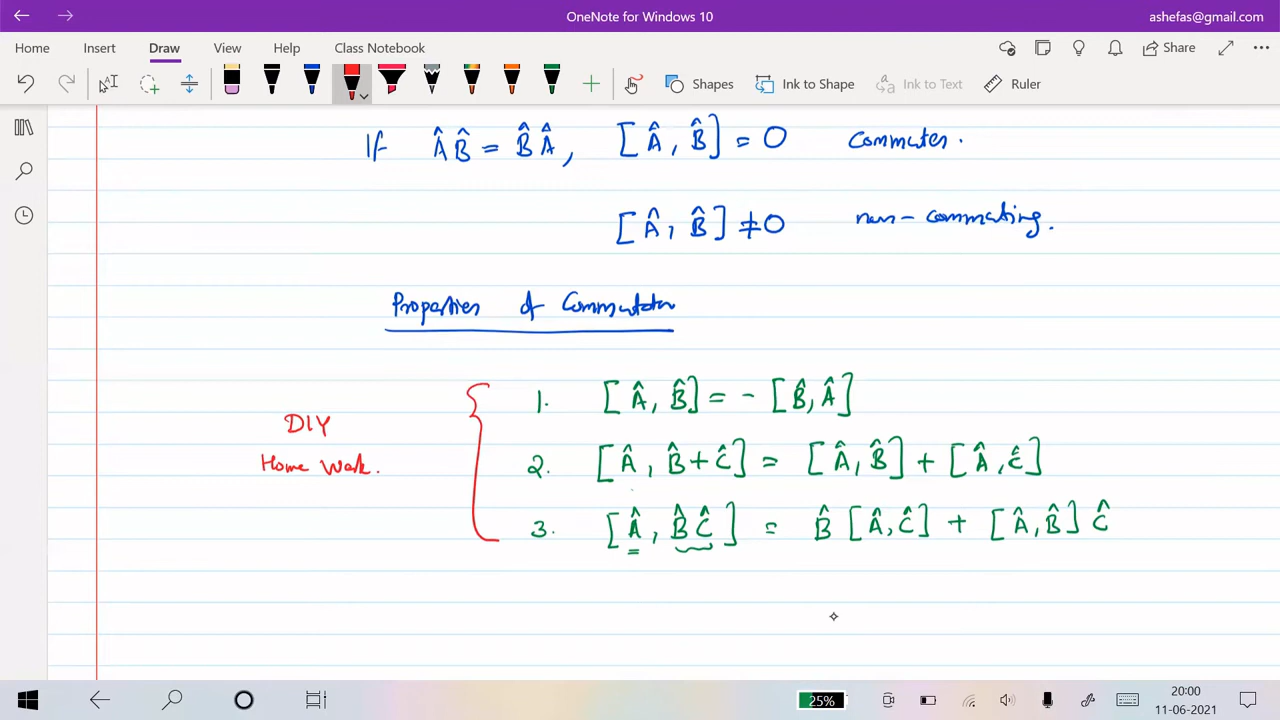 OneNote for Windows 10
ashefas@gmail.com
Home Insert Draw View Help Class Notebook Share
Shapes Ink to Shape Ink to Text Ruler
If Â B̂ = B̂ Â , [ Â , B̂ ] = 0 Commutes .
[ Â , B̂ ] ≠ 0 non - commuting .
Properties of Commutator
1. [ Â , B̂ ] = - [ B̂ , Â ]
DIY
2. [ Â , B̂ + Ĉ ] = [ Â , B̂ ] + [ Â , Ĉ ]
Home Work .
3. [ Â , B̂ Ĉ ] = B̂ [ Â , Ĉ ] + [ Â , B̂ ] Ĉ
25%
20:00
11-06-2021